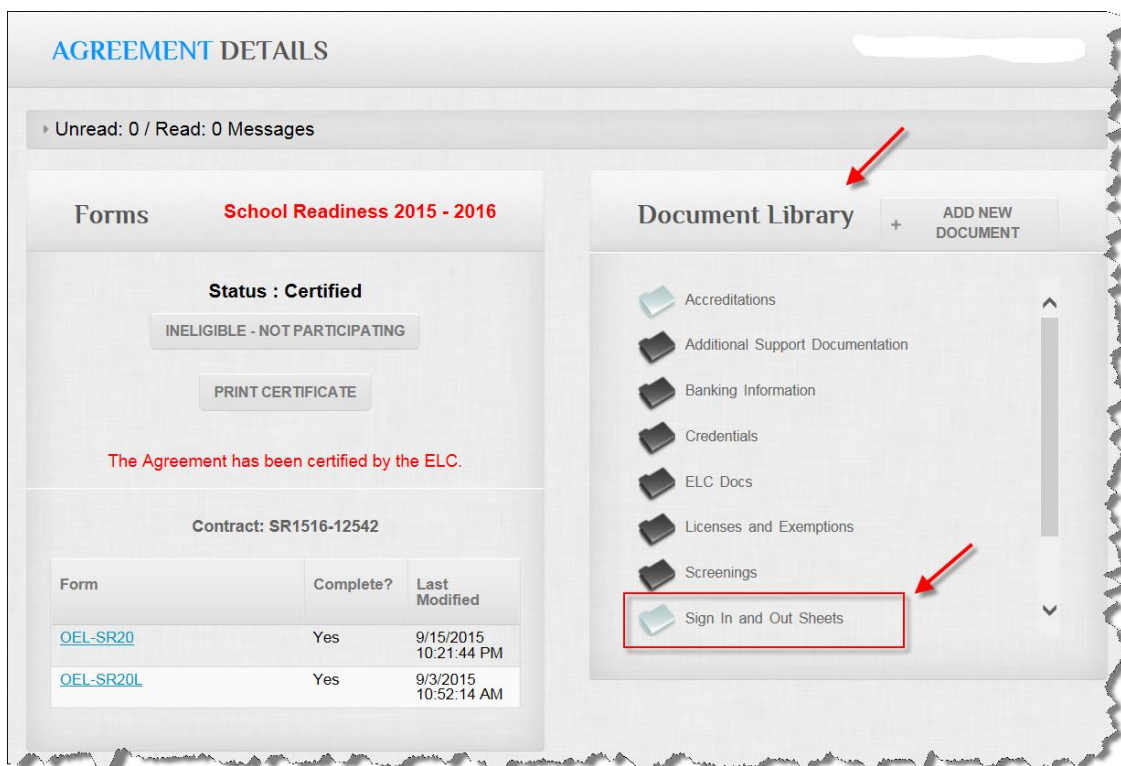 AGREEMENT DETAILS
Unread: 0 / Read: 0 Messages
Forms
School Readiness 2015 - 2016
Status : Certified
INELIGIBLE - NOT PARTICIPATING
PRINT CERTIFICATE
The Agreement has been certified by the ELC.
Contract: SR1516-12542
Form Complete? Last
Modified
OEL-SR20 Yes 9/15/2015
10:21:44 PM
OEL-SR20L Yes 9/3/2015
10:52:14 AM
Document Library
+ ADD NEW
DOCUMENT
Accreditations
Additional Support Documentation
Banking Information
Credentials
ELC Docs
Licenses and Exemptions
Screenings
Sign In and Out Sheets